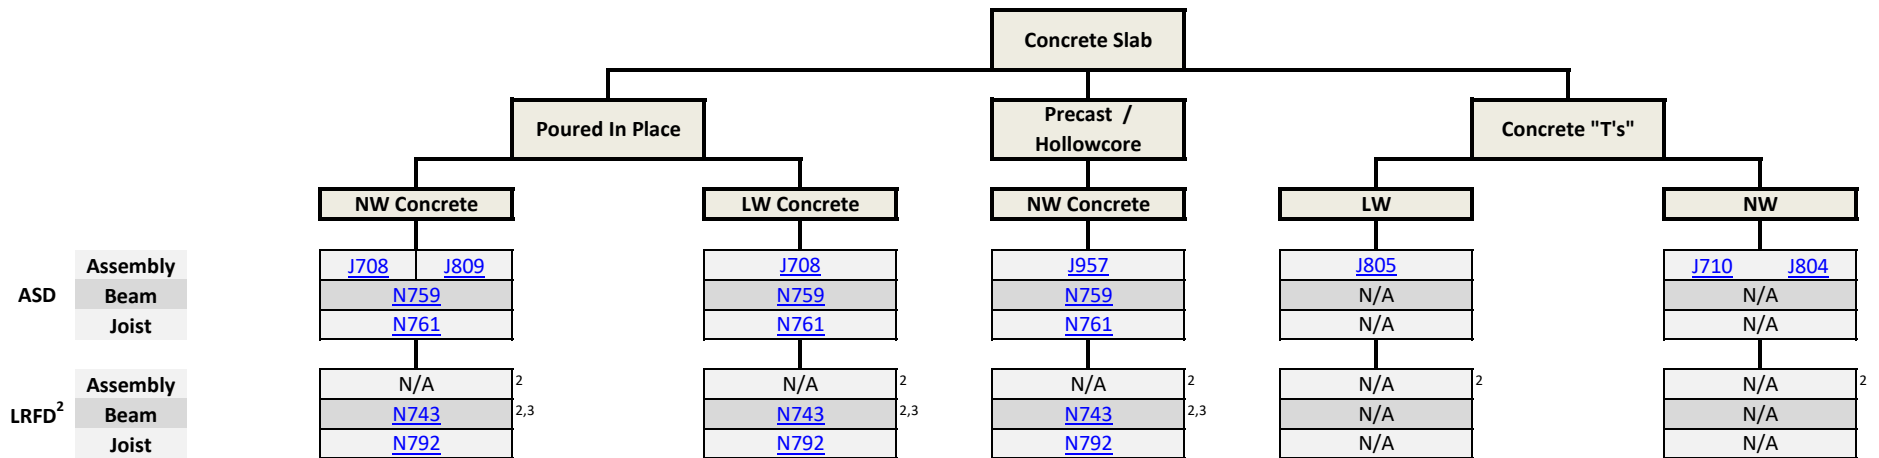 Concrete Slab
Poured In Place
Precast /
Hollowcore
Concrete "T's"
NW Concrete LW Concrete NW Concrete LW NW
Assembly J708 J809 J708 J957 J805 J710 J804
ASD Beam N759 N759 N759 N/A N/A
Joist N761 N761 N761 N/A N/A
Assembly N/A 2 N/A 2 N/A 2 N/A 2 N/A 2
LRFD2 Beam N743 2,3 N743 2,3 N743 2,3 N/A N/A
Joist N792 N792 N792 N/A N/A